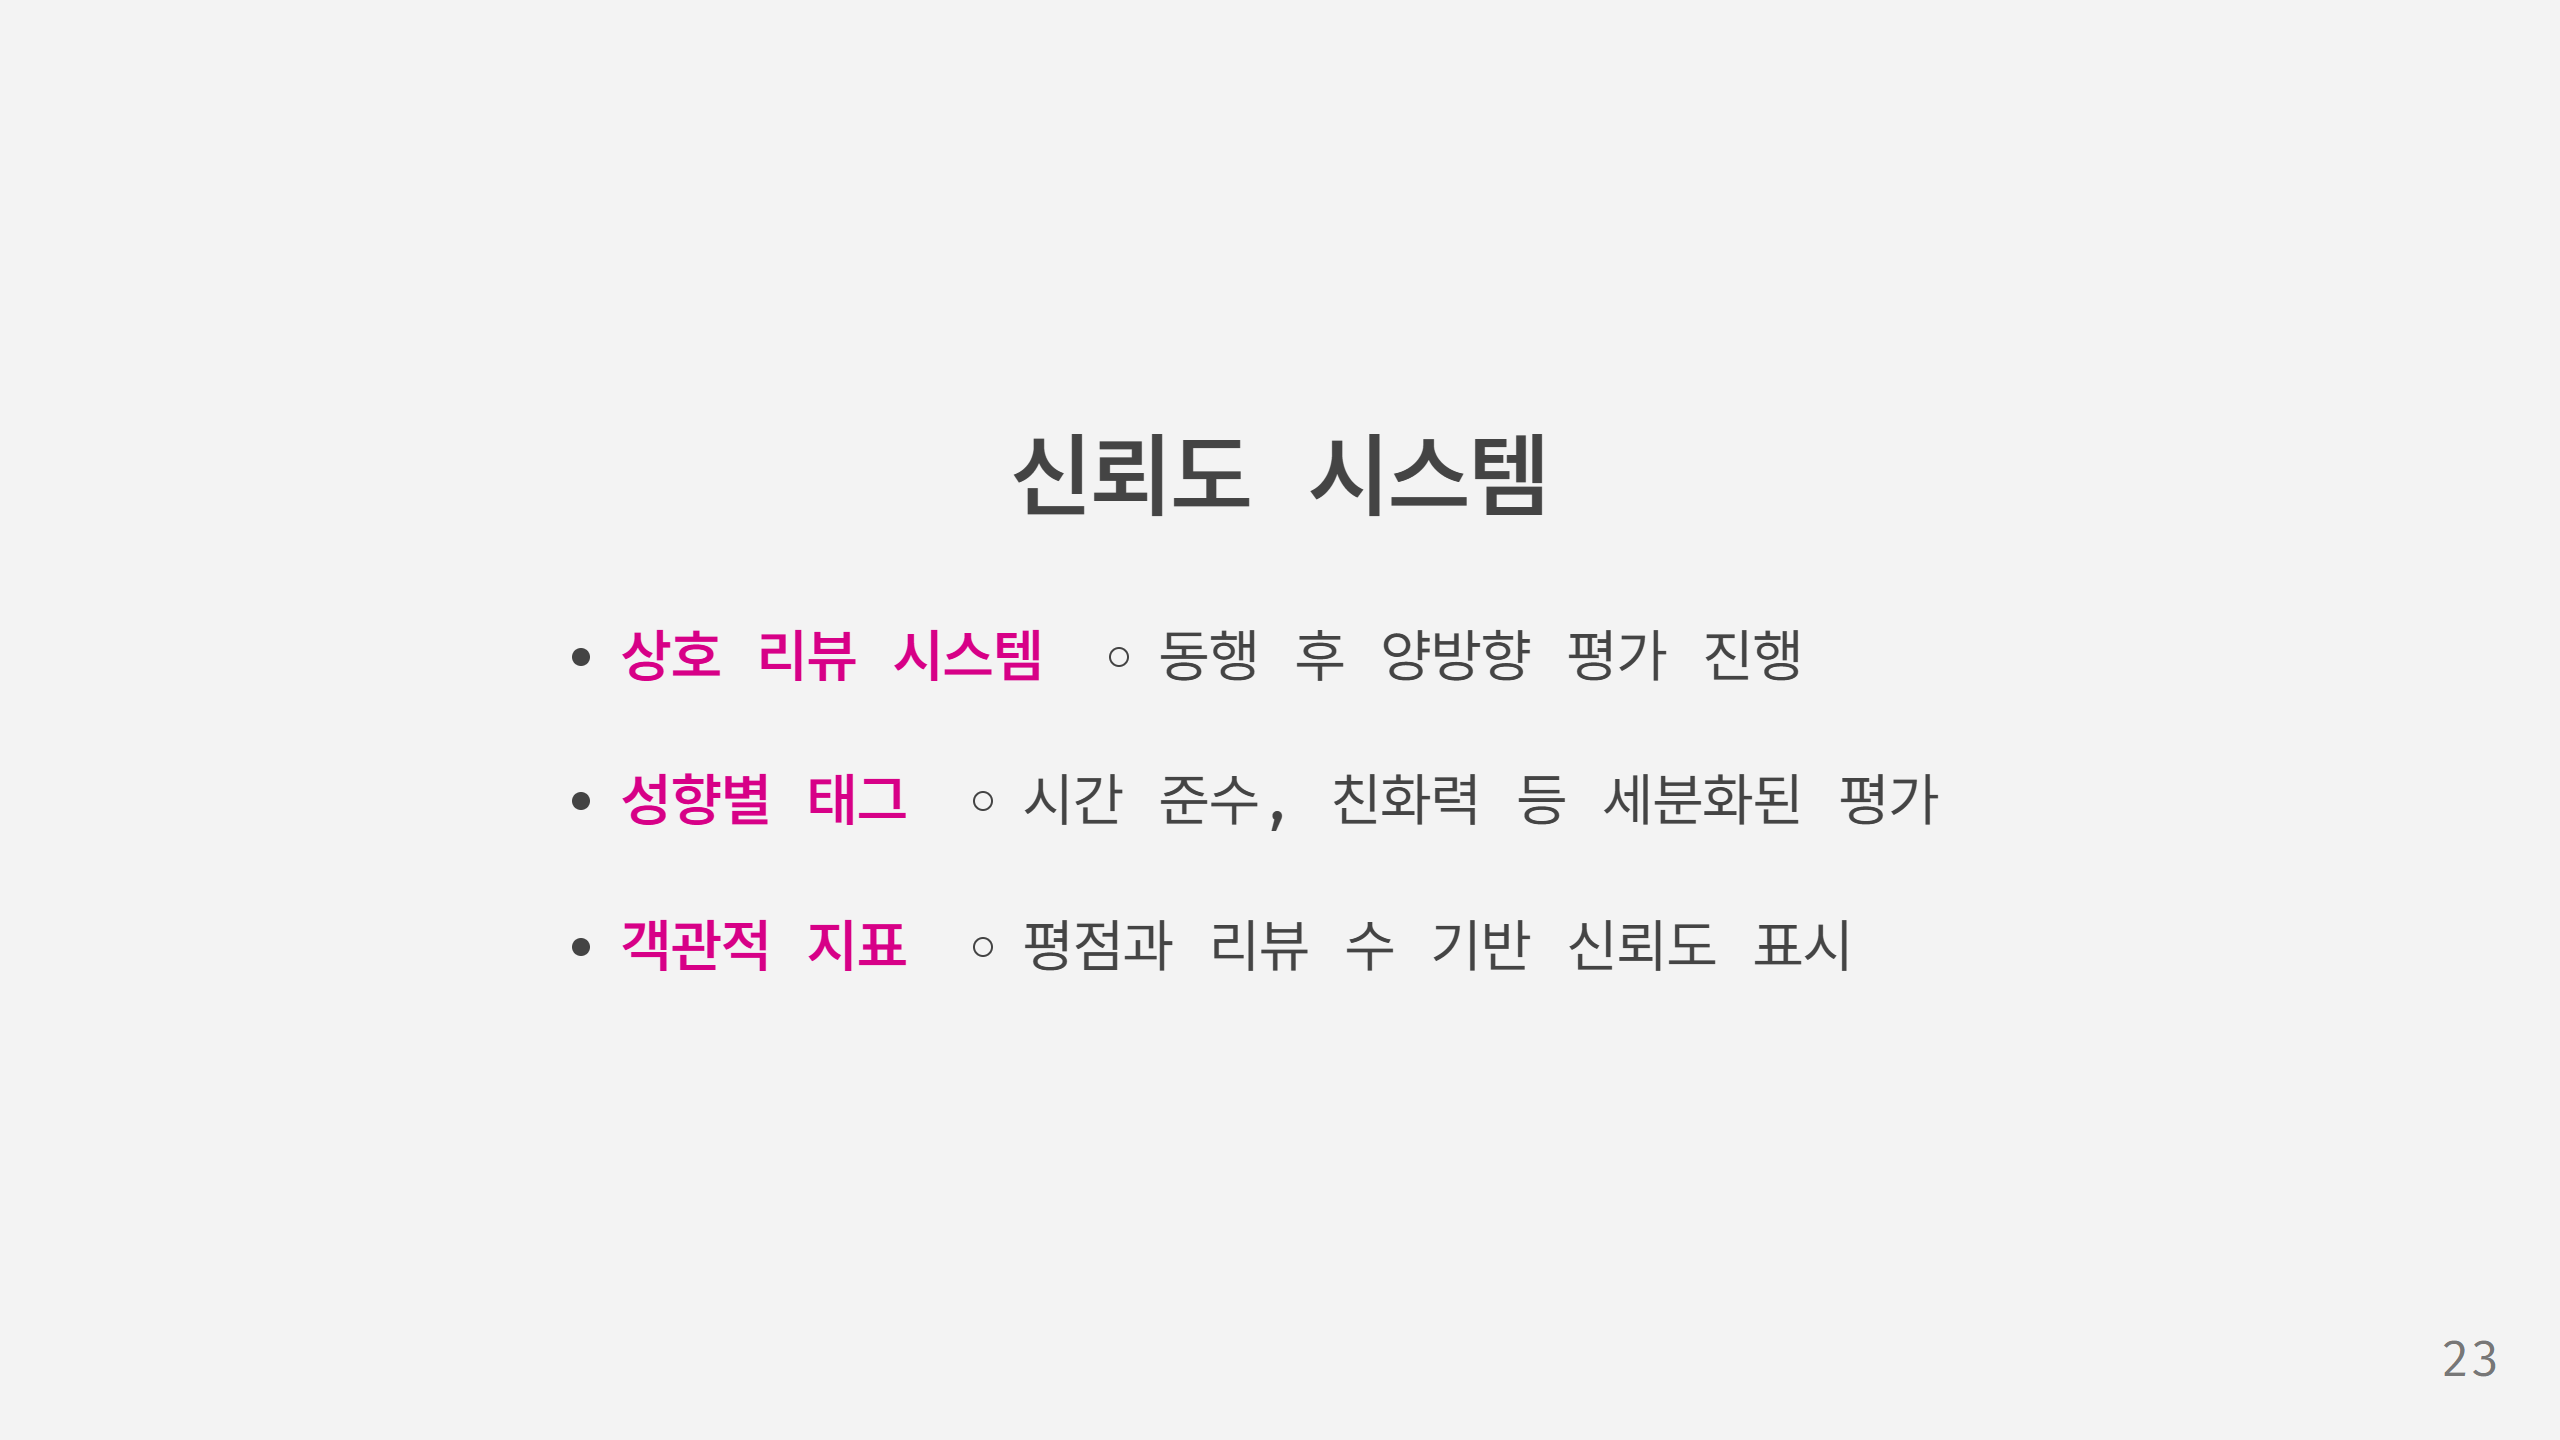 신뢰도 시스템
• 상호 리뷰 시스템 ○ 동행 후 양방향 평가 진행
• 성향별 태그 ○ 시간 준수, 친화력 등 세분화된 평가
• 객관적 지표 ○ 평점과 리뷰 수 기반 신뢰도 표시
23